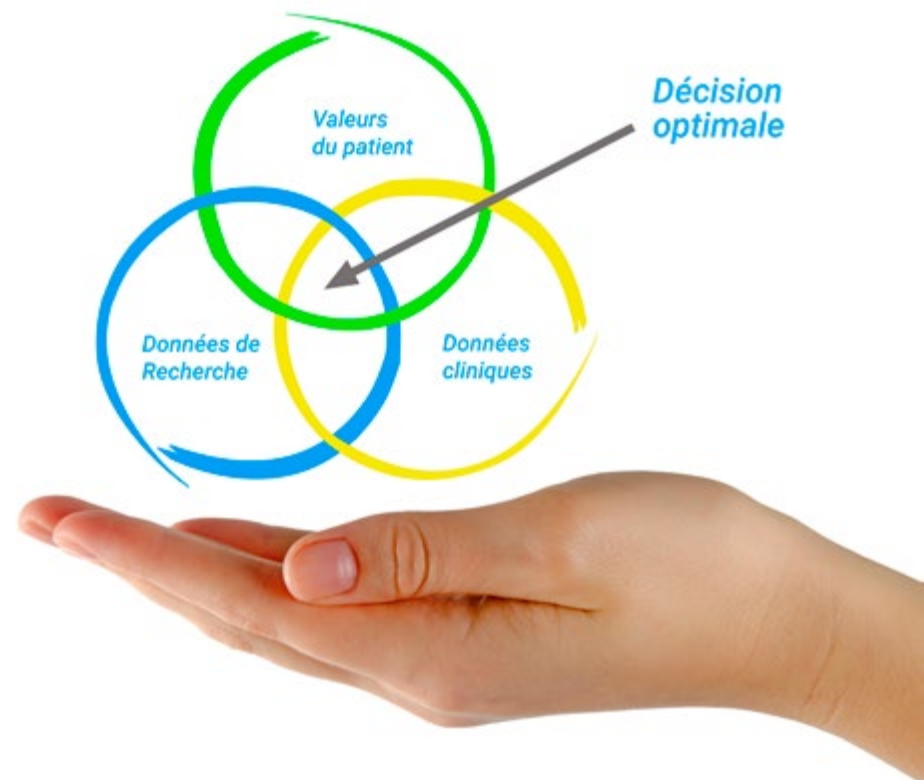 Valeurs
du patient
Décision
optimale
Données de
Recherche
Données
cliniques